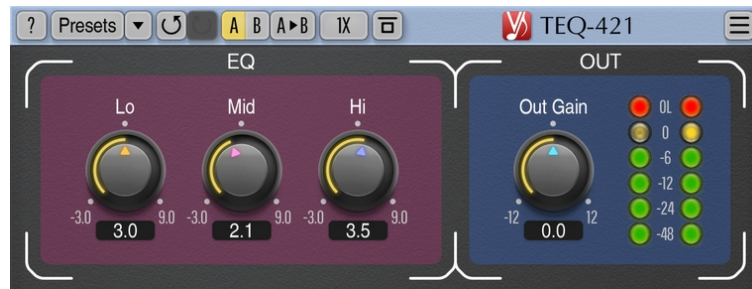 ? Presets A B A►B 1X TEQ-421
EQ OUT
Lo Mid Hi Out Gain OL
0
-6
-12
-24
-48
-3.0 9.0 -3.0 9.0 -3.0 9.0 -12 12
3.0 2.1 3.5 0.0